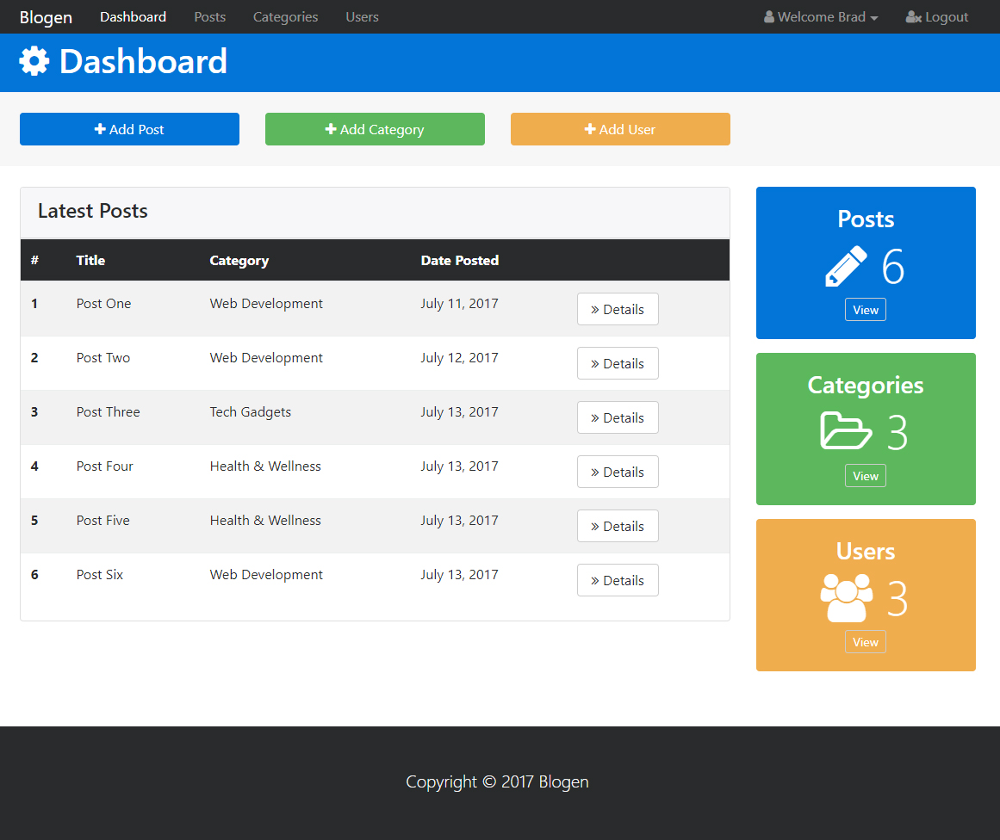 Blogen Dashboard Posts Categories Users Welcome Brad Logout
Dashboard
Add Post Add Category Add User
Latest Posts
# Title Category Date Posted
1 Post One Web Development July 11, 2017 » Details
2 Post Two Web Development July 12, 2017 » Details
3 Post Three Tech Gadgets July 13, 2017 » Details
4 Post Four Health & Wellness July 13, 2017 » Details
5 Post Five Health & Wellness July 13, 2017 » Details
6 Post Six Web Development July 13, 2017 » Details
Posts
6
View
Categories
3
View
Users
3
View
Copyright © 2017 Blogen